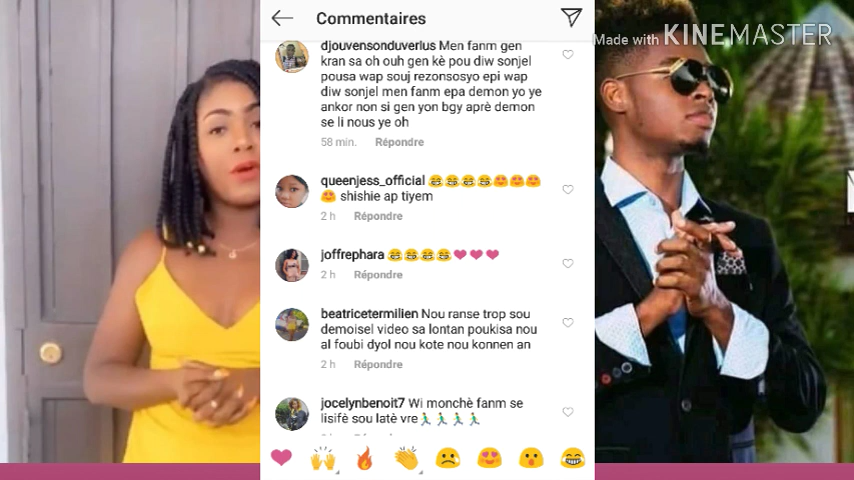 Commentaires
Made with KINEMASTER
djouvensonduverlus Men fanm gen
kran sa oh ouh gen kè pou diw sonjel
pousa wap souj rezonsosyo epi wap
diw sonjel men fanm epa demon yo ye
ankor non si gen yon bgy aprè demon
se li nous ye oh
58 min. Répondre
queenjess_official 😂😂😂😂😍😍😍
😍 shishie ap tiyem
2 h Répondre
joffrephara 😂😂😂😂❤❤❤
2 h Répondre
beatricetermilien Nou ranse trop sou
demoisel video sa lontan poukisa nou
al foubi dyol nou kote nou konnen an
2 h Répondre
jocelynbenoit7 Wi monchè fanm se
lisifè sou latè vre🏃‍♂️🏃‍♂️🏃‍♂️🏃‍♂️
❤ 🙌 🔥 👏 ☹ 😍 😮 😂